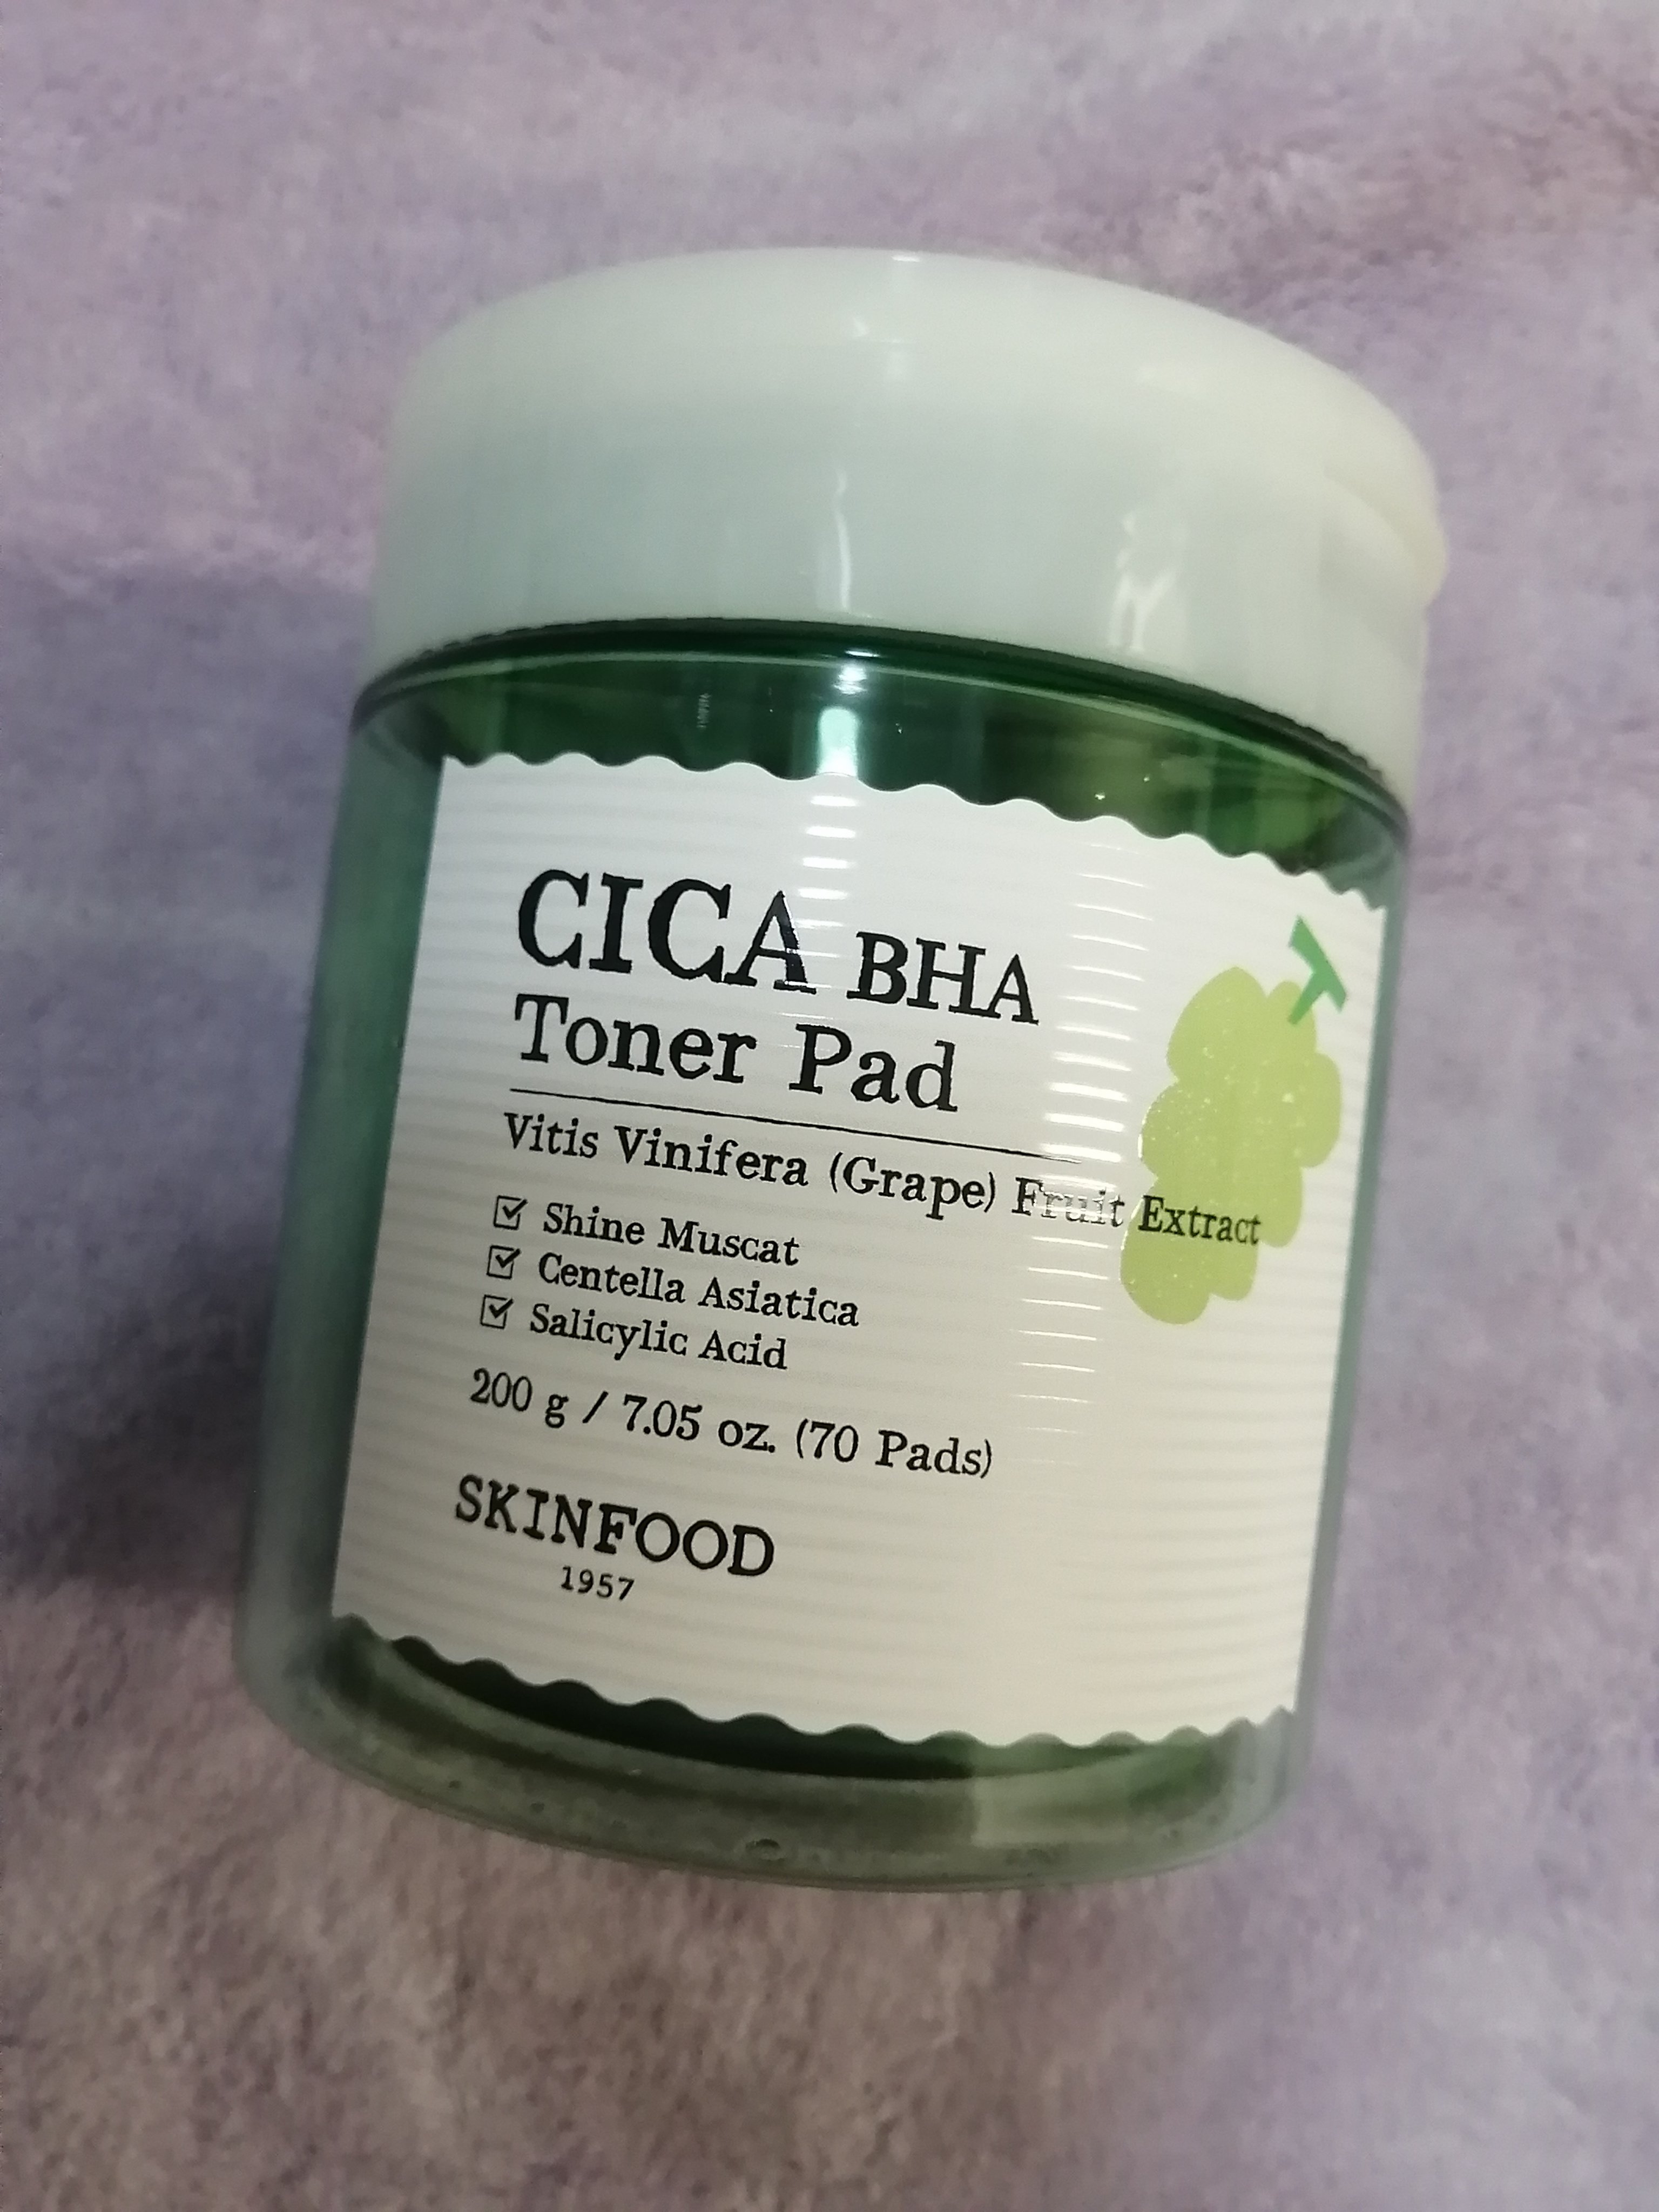 CICA BHA
Toner Pad
Vitis Vinifera (Grape) Fruit Extract
Shine Muscat
Centella Asiatica
Salicylic Acid
200 g / 7.05 oz. (70 Pads)
SKINFOOD
1957